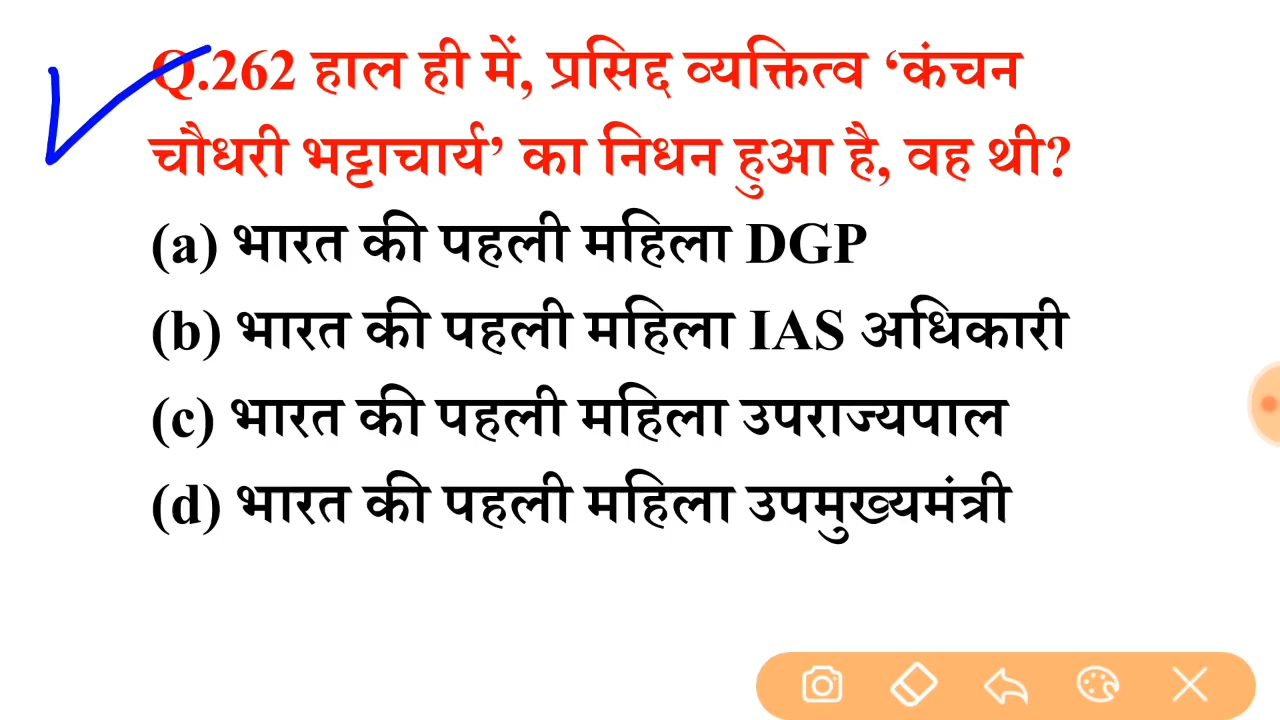 Q.262 हाल ही में, प्रसिद्द व्यक्तित्व ‘कंचन
चौधरी भट्टाचार्य’ का निधन हुआ है, वह थी?
(a) भारत की पहली महिला DGP
(b) भारत की पहली महिला IAS अधिकारी
(c) भारत की पहली महिला उपराज्यपाल
(d) भारत की पहली महिला उपमुख्यमंत्री